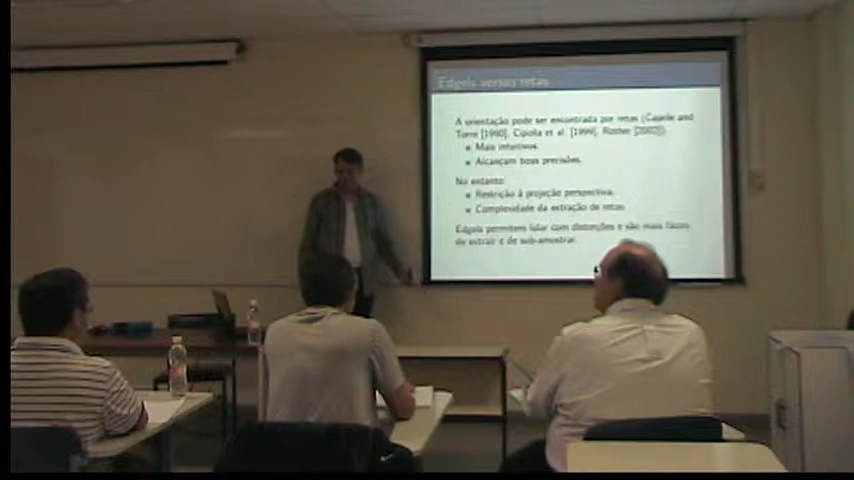 Edgels versus retas
A orientação pode ser encontrada por retas (Caprile and
Torre [1990], Cipolla et al. [1999], Rother [2002]).
Mais intuitivos.
Alcançam boas precisões.
No entanto:
Restrição à projeção perspectiva.
Complexidade da extração de retas.
Edgels permitem lidar com distorções e são mais fáceis
de extrair e de sub-amostrar.